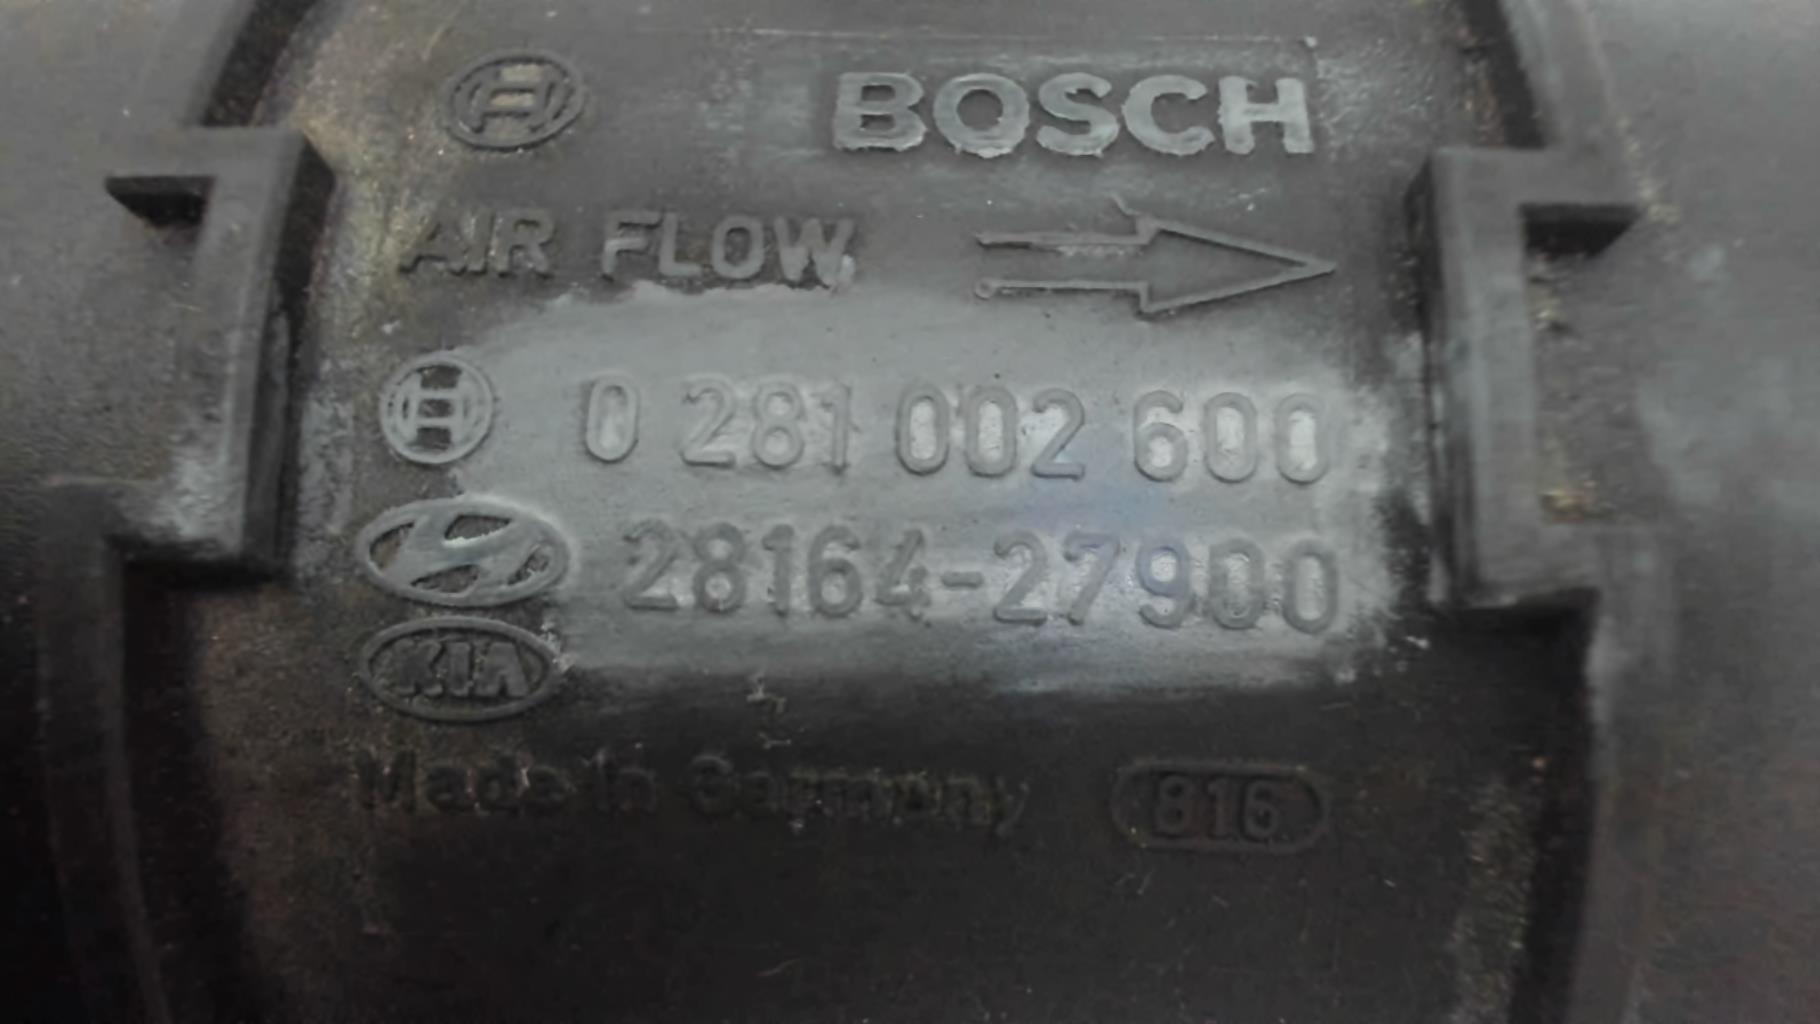 BOSCH
AIR FLOW
0 281 002 600
28164-27900
KIA
Made in Germany 816